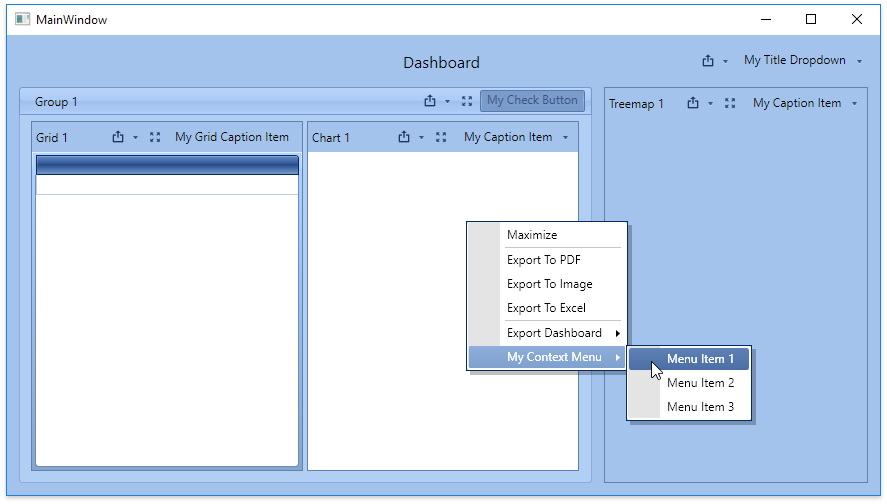 MainWindow
Dashboard
My Title Dropdown
Group 1
My Check Button
Treemap 1
My Caption Item
Grid 1
My Grid Caption Item
Chart 1
My Caption Item
Maximize
Export To PDF
Export To Image
Export To Excel
Export Dashboard
My Context Menu
Menu Item 1
Menu Item 2
Menu Item 3